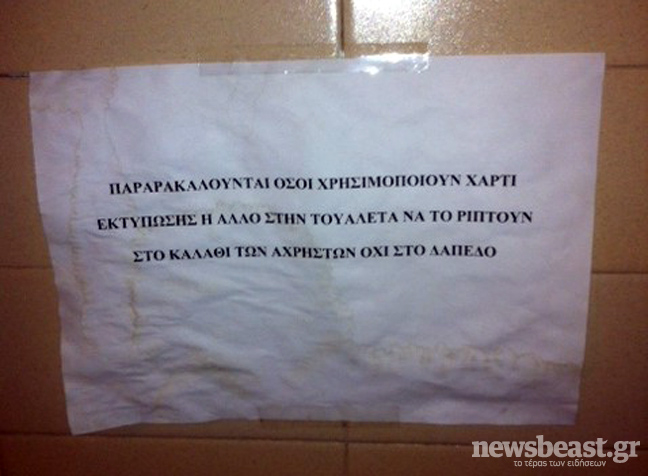 ΠΑΡΑΡΑΚΑΛΟΥΝΤΑΙ ΟΣΟΙ ΧΡΗΣΙΜΟΠΟΙΟΥΝ ΧΑΡΤΙ
ΕΚΤΥΠΩΣΗΣ Η ΑΛΛΟ ΣΤΗΝ ΤΟΥΑΛΕΤΑ ΝΑ ΤΟ ΡΙΠΤΟΥΝ
ΣΤΟ ΚΑΛΑΘΙ ΤΩΝ ΑΧΡΗΣΤΩΝ ΟΧΙ ΣΤΟ ΔΑΠΕΔΟ
newsbeast.gr
το τέρας των ειδήσεων